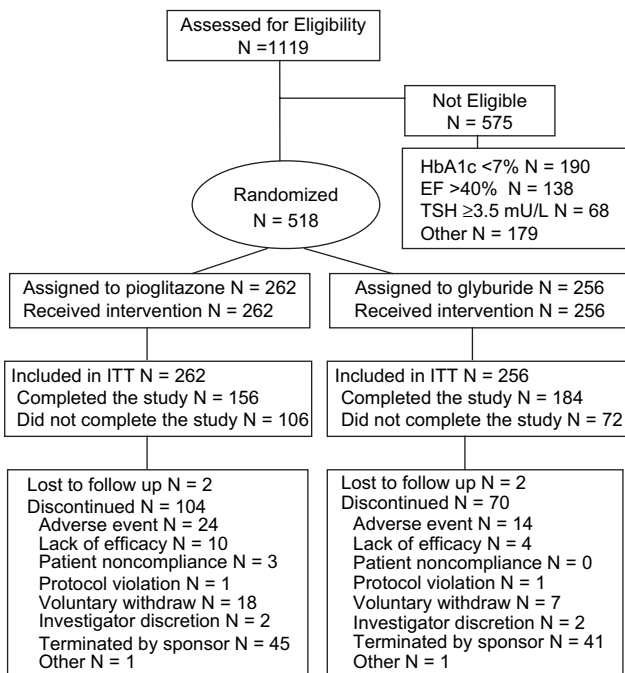 Assessed for Eligibility
N =1119
Not Eligible
N = 575
HbA1c <7% N = 190
EF >40% N = 138
TSH ≥3.5 mU/L N = 68
Other N = 179
Randomized
N = 518
Assigned to pioglitazone N = 262
Received intervention N = 262
Assigned to glyburide N = 256
Received intervention N = 256
Included in ITT N = 262
Completed the study N = 156
Did not complete the study N = 106
Included in ITT N = 256
Completed the study N = 184
Did not complete the study N = 72
Lost to follow up N = 2
Discontinued N = 104
Adverse event N = 24
Lack of efficacy N = 10
Patient noncompliance N = 3
Protocol violation N = 1
Voluntary withdraw N = 18
Investigator discretion N = 2
Terminated by sponsor N = 45
Other N = 1
Lost to follow up N = 2
Discontinued N = 70
Adverse event N = 14
Lack of efficacy N = 4
Patient noncompliance N = 0
Protocol violation N = 1
Voluntary withdraw N = 7
Investigator discretion N = 2
Terminated by sponsor N = 41
Other N = 1